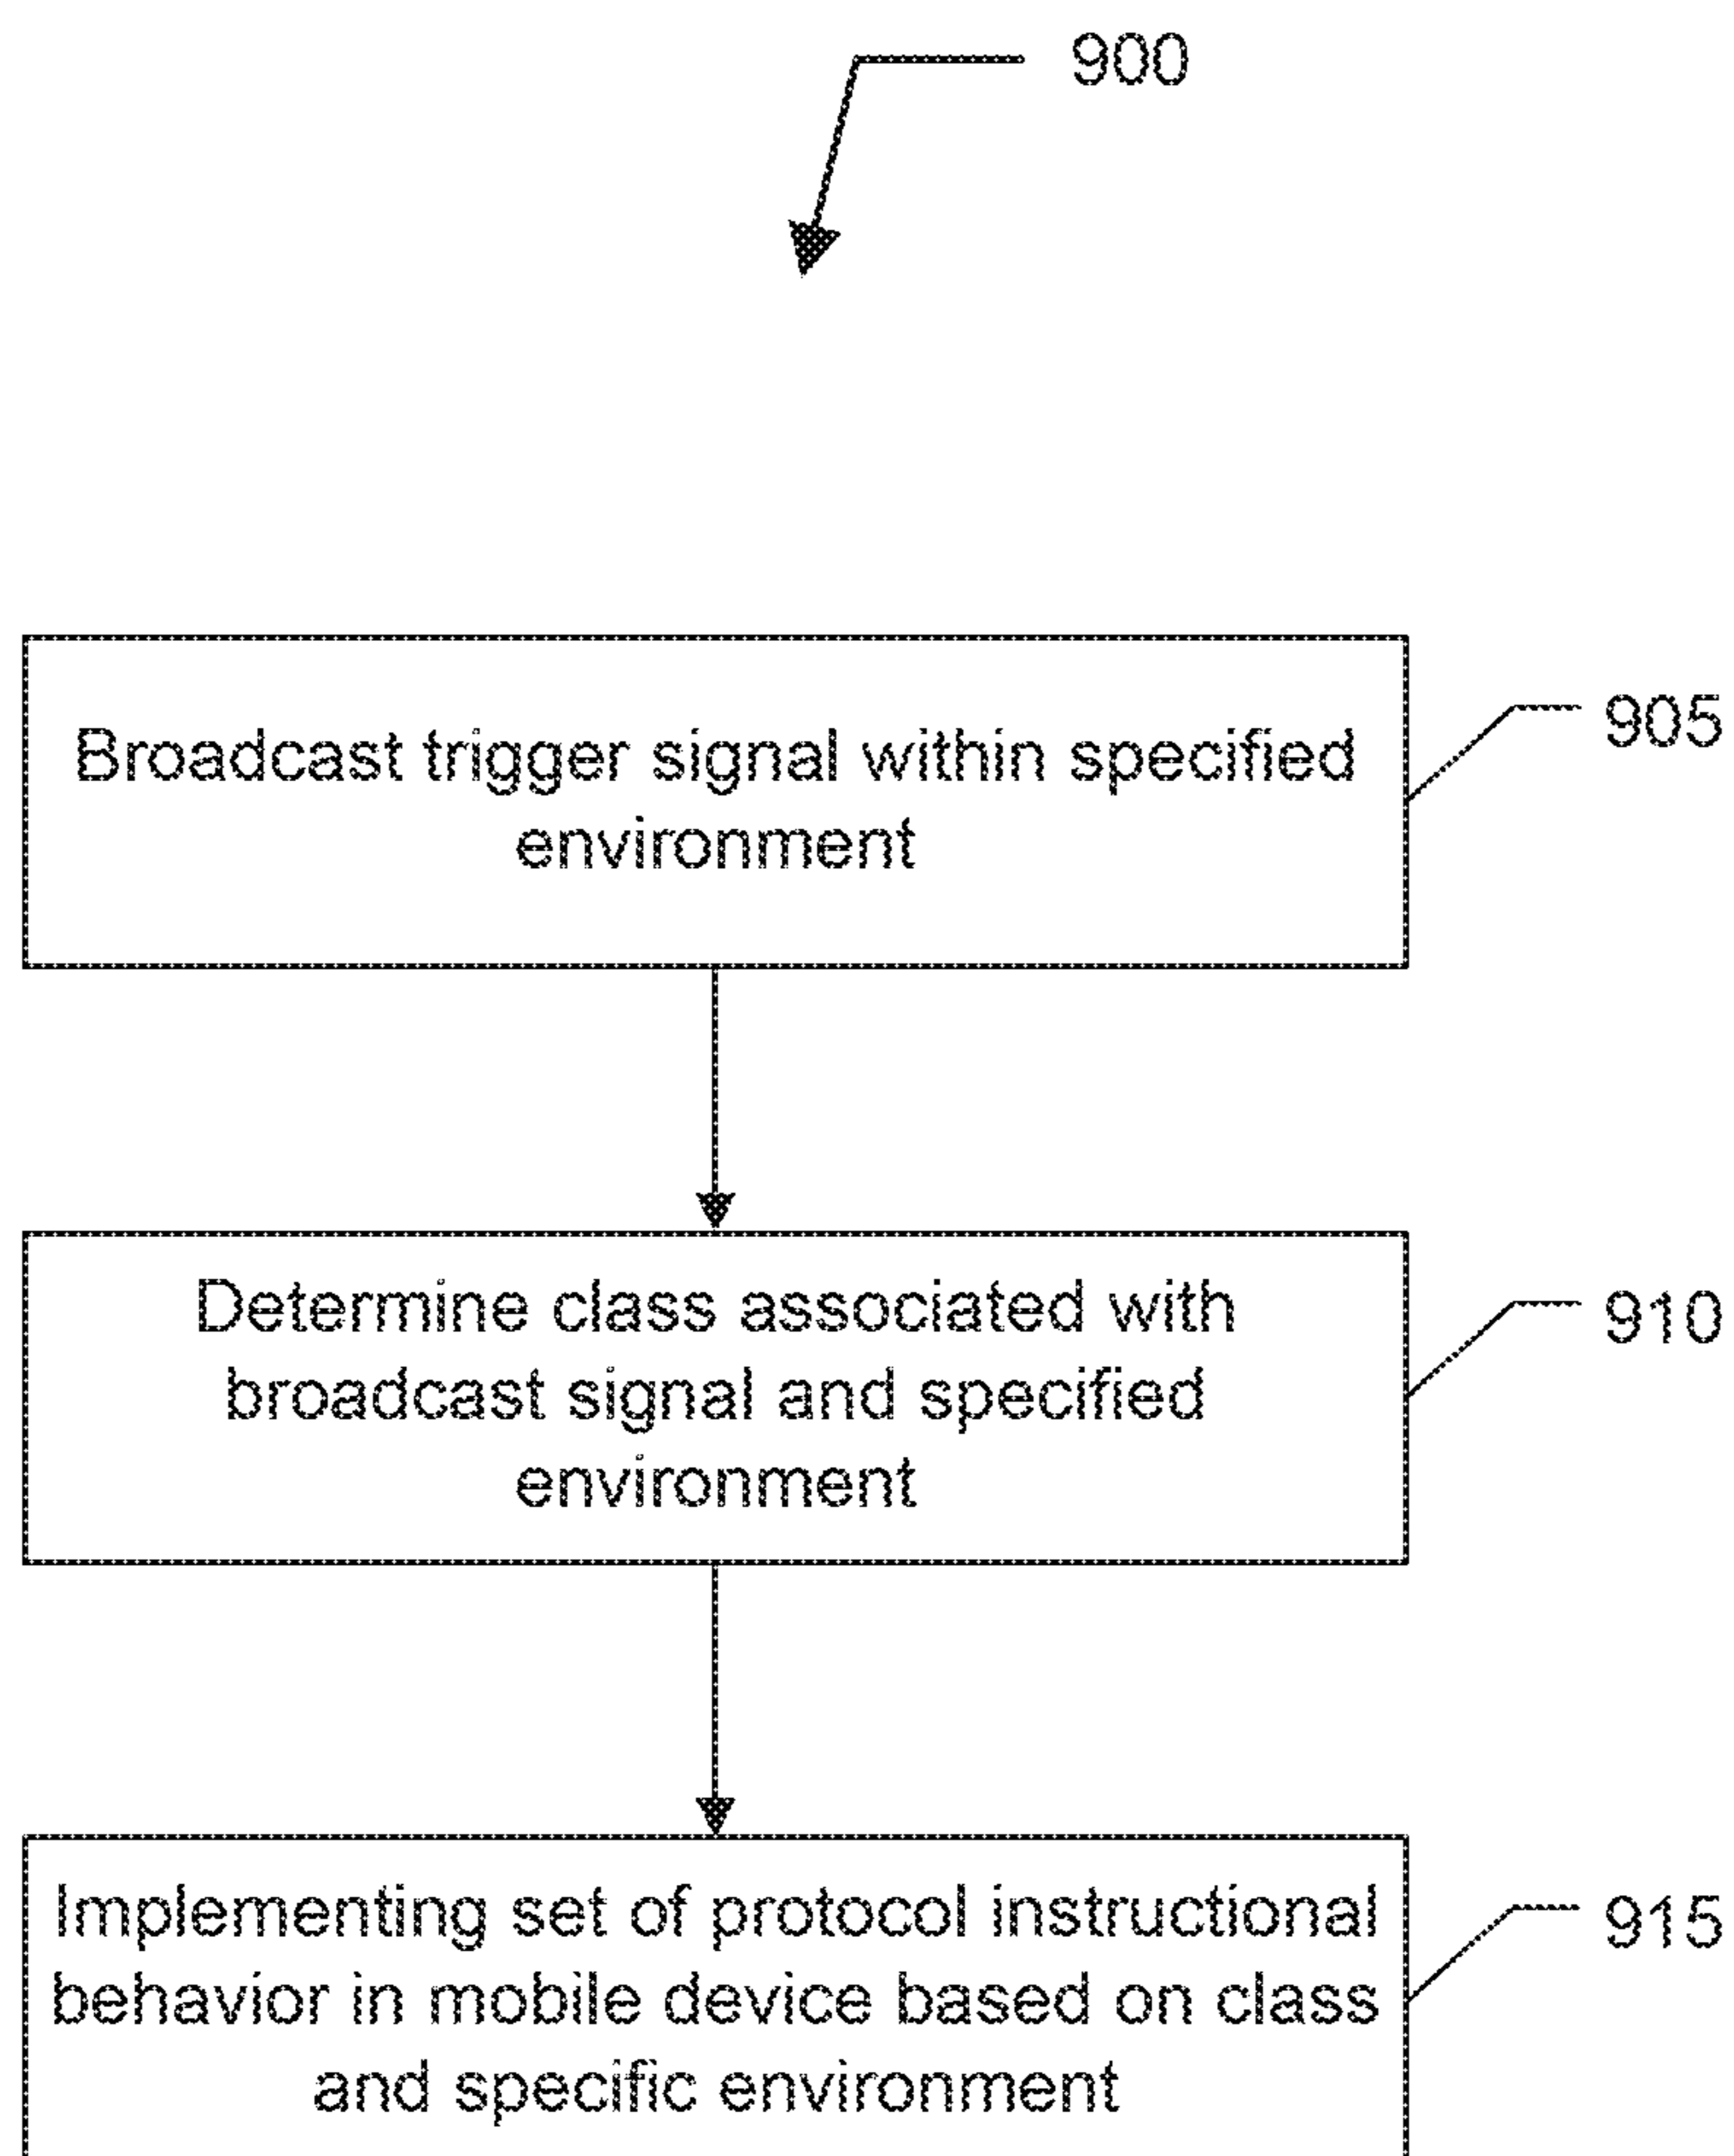 900
Broadcast trigger signal within specified
environment
905
Determine class associated with
broadcast signal and specified
environment
910
Implementing set of protocol instructional
behavior in mobile device based on class
and specific environment
915